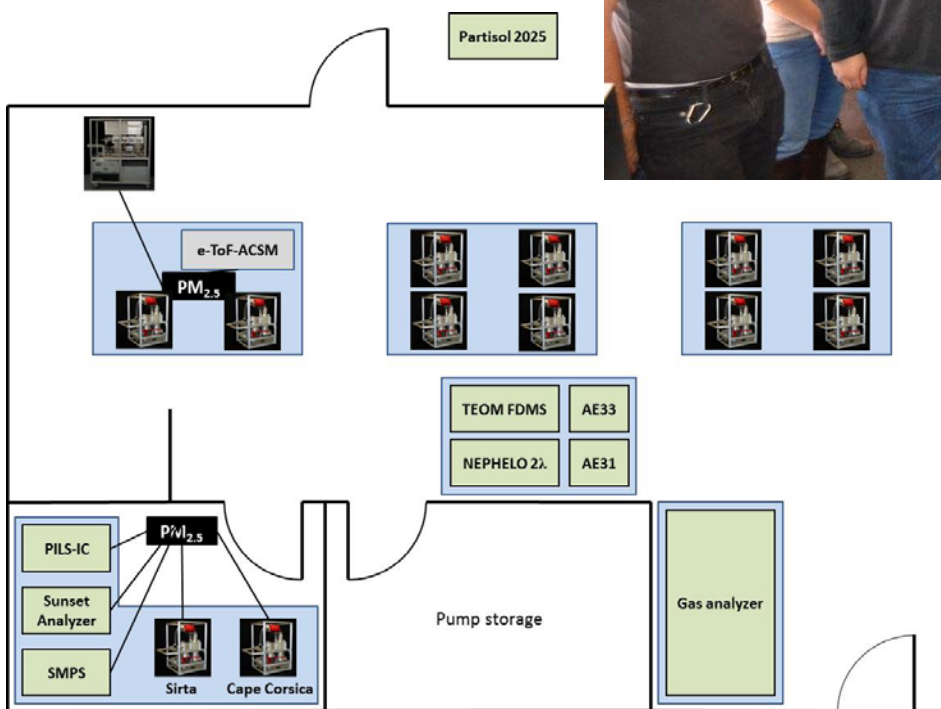 Partisol 2025
e-ToF-ACSM
PM2.5
TEOM FDMS
AE33
NEPHELO 2λ
AE31
PM2.5
PILS-IC
Sunset
Analyzer
SMPS
Sirta
Cape Corsica
Pump storage
Gas analyzer